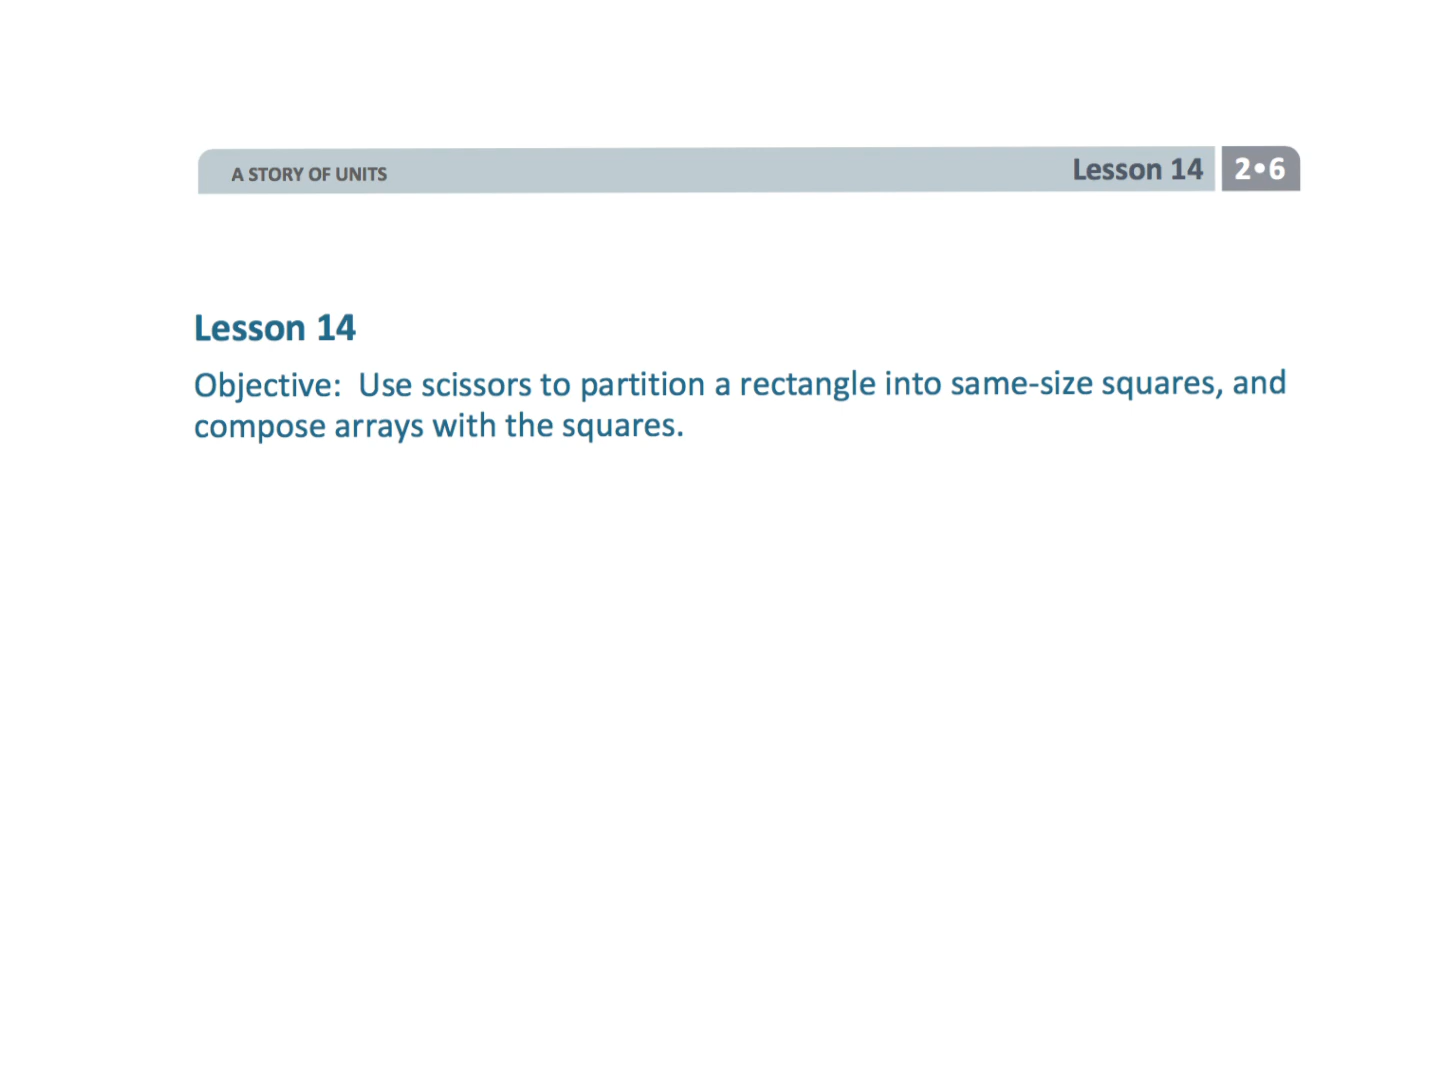 A STORY OF UNITS
Lesson 14
2•6
Lesson 14
Objective: Use scissors to partition a rectangle into same-size squares, and
compose arrays with the squares.